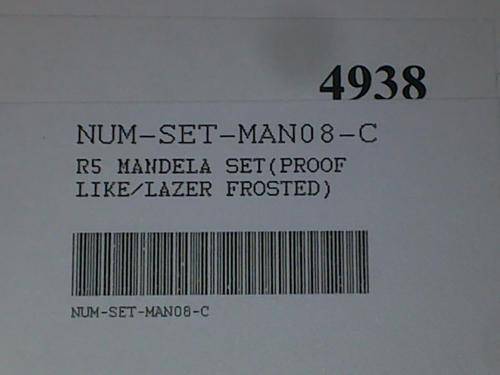 4938
NUM-SET-MAN08-C
R5 MANDELA SET(PROOF
LIKE/LAZER FROSTED)
NUM-SET-MAN08-C